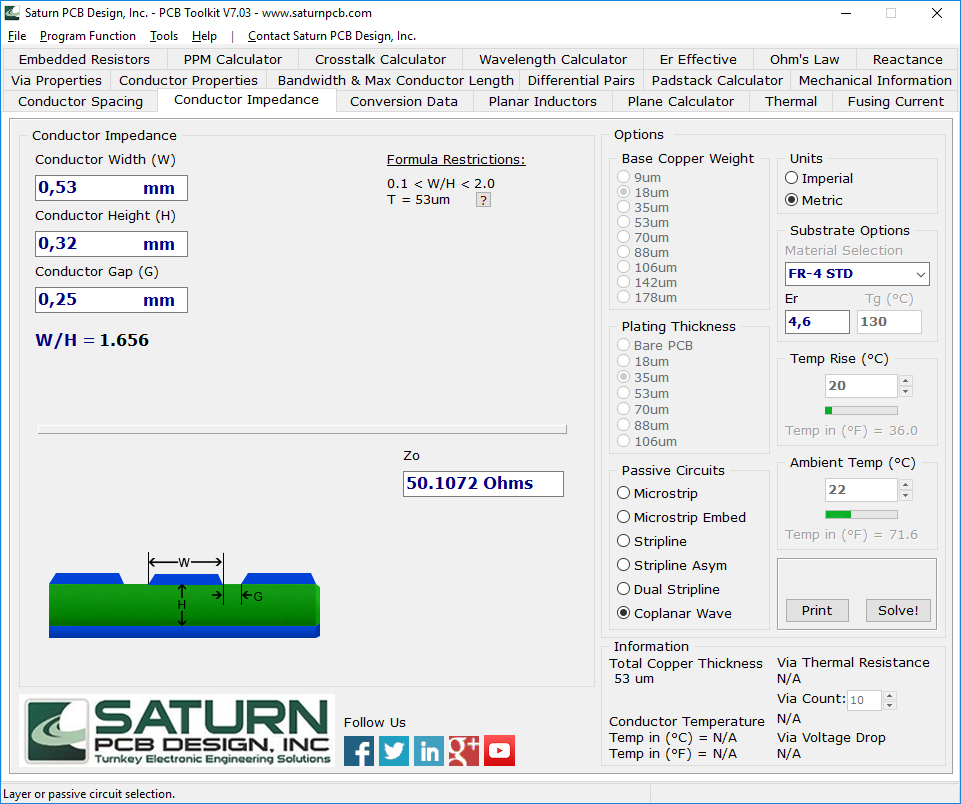 Saturn PCB Design, Inc. - PCB Toolkit V7.03 - www.saturnpcb.com
File Program Function Tools Help | Contact Saturn PCB Design, Inc.
Embedded Resistors PPM Calculator Crosstalk Calculator Wavelength Calculator Er Effective Ohm's Law Reactance
Via Properties Conductor Properties Bandwidth & Max Conductor Length Differential Pairs Padstack Calculator Mechanical Information
Conductor Spacing Conductor Impedance Conversion Data Planar Inductors Plane Calculator Thermal Fusing Current
Conductor Impedance
Conductor Width (W)
0,53 mm
Conductor Height (H)
0,32 mm
Conductor Gap (G)
0,25 mm
W/H = 1.656
Formula Restrictions:
0.1 < W/H < 2.0
T = 53um ?
Zo
50.1072 Ohms
W
H
G
Options
Base Copper Weight
9um
18um
35um
53um
70um
88um
106um
142um
178um
Plating Thickness
Bare PCB
18um
35um
53um
70um
88um
106um
Passive Circuits
Microstrip
Microstrip Embed
Stripline
Stripline Asym
Dual Stripline
Coplanar Wave
Units
Imperial
Metric
Substrate Options
Material Selection
FR-4 STD
Er Tg (°C)
4,6 130
Temp Rise (°C)
20
Temp in (°F) = 36.0
Ambient Temp (°C)
22
Temp in (°F) = 71.6
Print Solve!
Information
Total Copper Thickness
53 um
Conductor Temperature
Temp in (°C) = N/A
Temp in (°F) = N/A
Via Thermal Resistance
N/A
Via Count: 10
N/A
Via Voltage Drop
N/A
SATURN
PCB DESIGN, INC
Turnkey Electronic Engineering Solutions
Follow Us
f in g+
Layer or passive circuit selection.